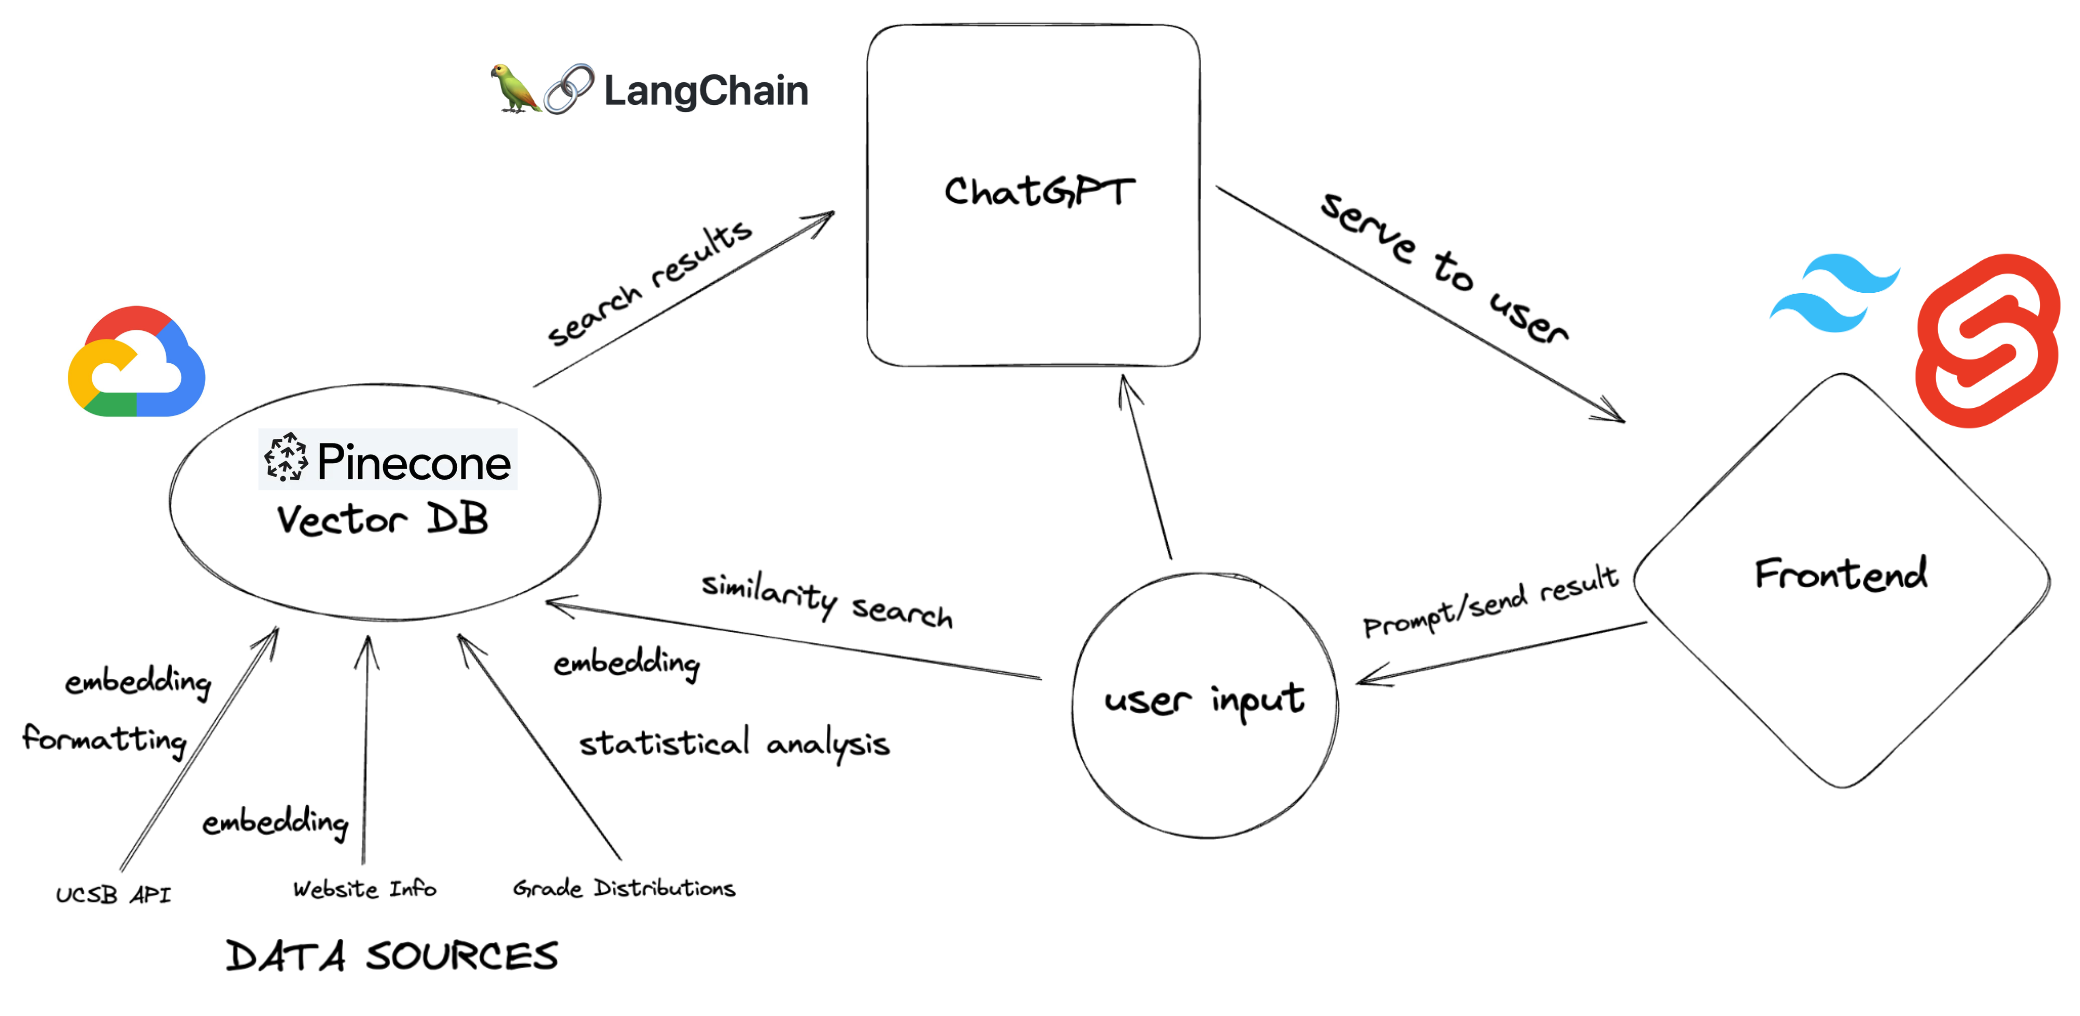 LangChain
ChatGPT
search results
serve to user
Pinecone
Vector DB
Frontend
similarity search
Prompt/send result
embedding
embedding
user input
formatting
statistical analysis
embedding
UCSB API
Website Info
Grade Distributions
DATA SOURCES